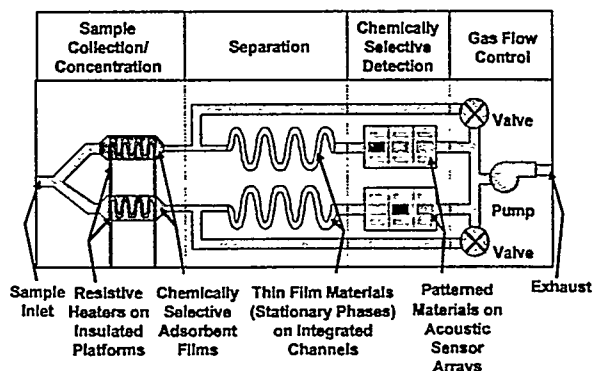 Sample
Collection/
Concentration
Separation
Chemically
Selective
Detection
Gas Flow
Control
Valve
Pump
Valve
Sample
Inlet
Resistive
Heaters on
Insulated
Platforms
Chemically
Selective
Adsorbent
Films
Thin Film Materials
(Stationary Phases)
on Integrated
Channels
Patterned
Materials on
Acoustic
Sensor
Arrays
Exhaust